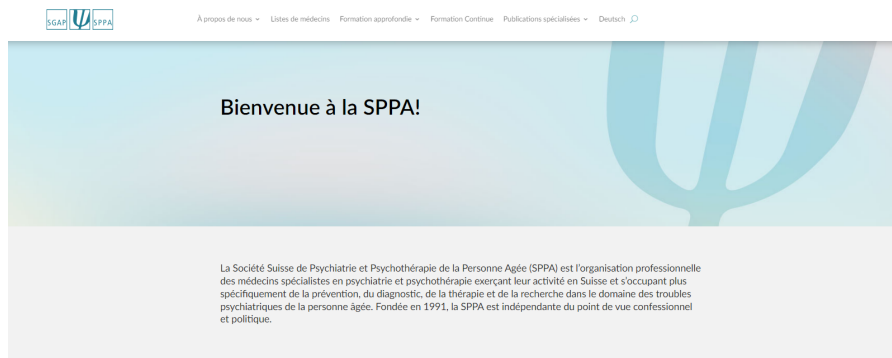 SGAP SPPA
À propos de nous Listes de médecins Formation approfondie Formation Continue Publications spécialisées Deutsch
Bienvenue à la SPPA!
La Société Suisse de Psychiatrie et Psychothérapie de la Personne Agée (SPPA) est l'organisation professionnelle
des médecins spécialistes en psychiatrie et psychothérapie exerçant leur activité en Suisse et s'occupant plus
spécifiquement de la prévention, du diagnostic, de la thérapie et de la recherche dans le domaine des troubles
psychiatriques de la personne âgée. Fondée en 1991, la SPPA est indépendante du point de vue confessionnel
et politique.